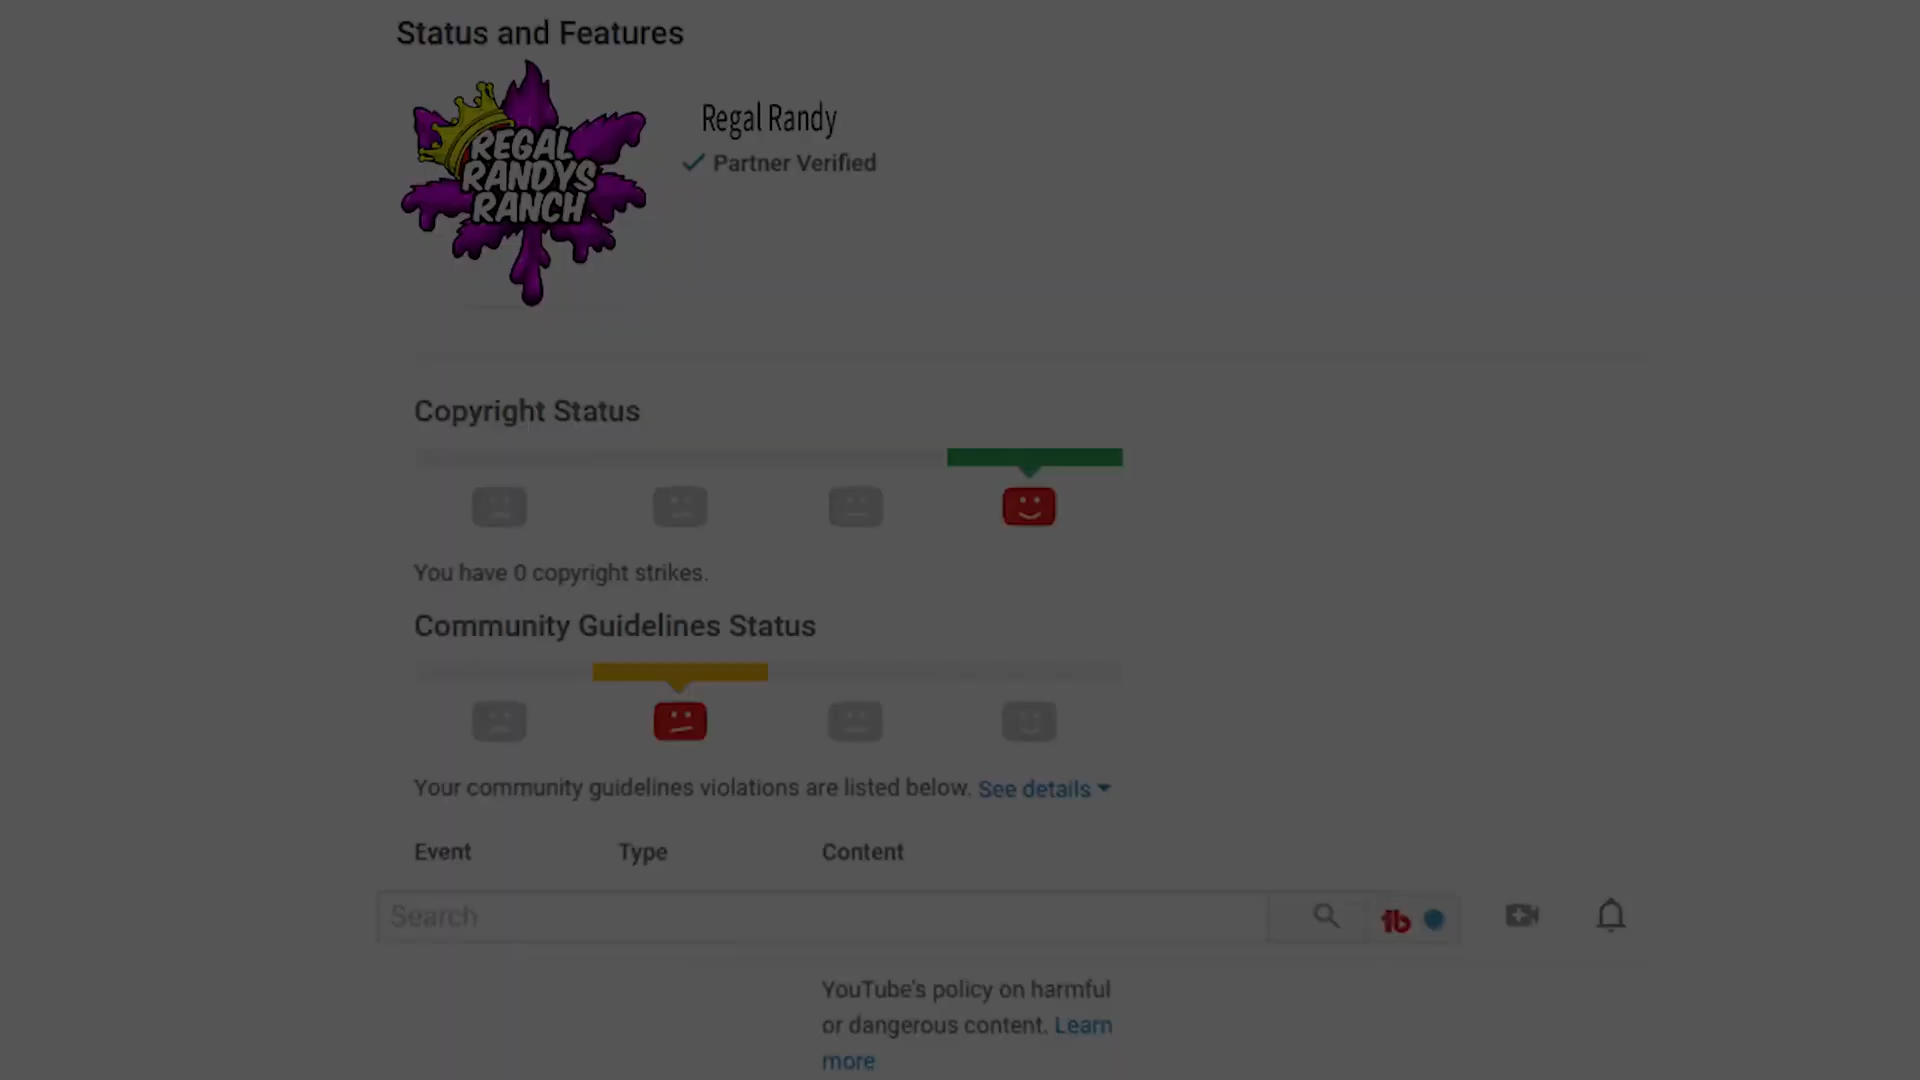 Status and Features
REGAL
RANDYS
RANCH
Regal Randy
Partner Verified
Copyright Status
You have 0 copyright strikes.
Community Guidelines Status
Your community guidelines violations are listed below. See details
Event Type Content
Search
tb
YouTube's policy on harmful
or dangerous content. Learn
more